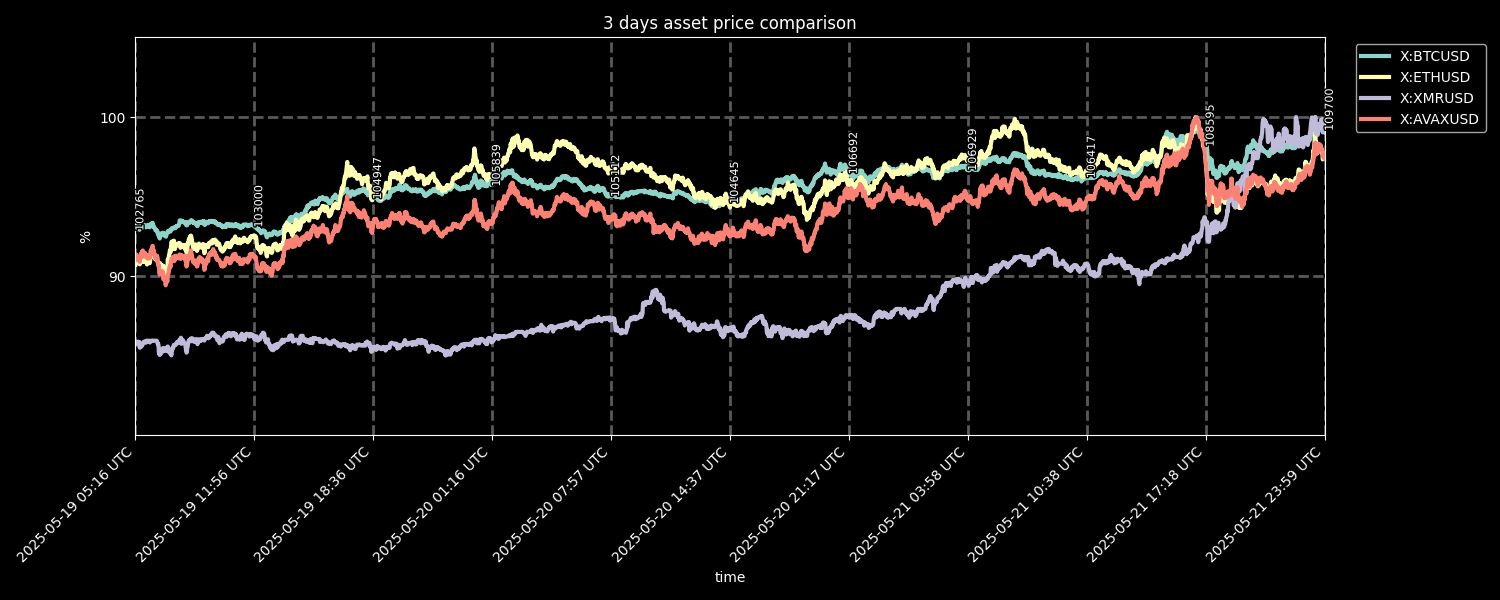 3 days asset price comparison
X:BTCUSD
X:ETHUSD
X:XMRUSD
X:AVAXUSD
100
90
%
102765
103000
104947
105839
105112
104645
106692
106929
106417
108595
109700
2025-05-19 05:16 UTC
2025-05-19 11:56 UTC
2025-05-19 18:36 UTC
2025-05-20 01:16 UTC
2025-05-20 07:57 UTC
2025-05-20 14:37 UTC
2025-05-20 21:17 UTC
2025-05-21 03:58 UTC
2025-05-21 10:38 UTC
2025-05-21 17:18 UTC
2025-05-21 23:59 UTC
time